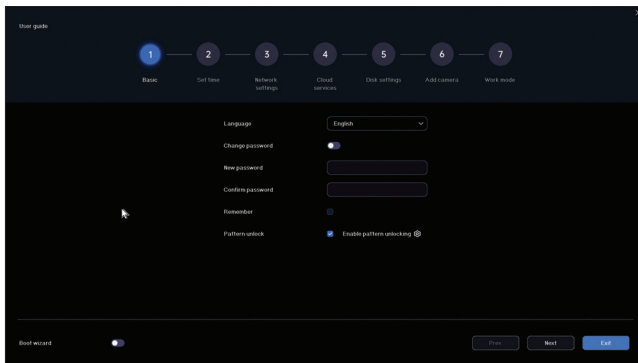 User guide
1 2 3 4 5 6 7
Basic Set time Network settings Cloud services Disk settings Add camera Work mode
Language English
Change password
New password
Confirm password
Remember
Pattern unlock Enable pattern unlocking
Boot wizard Prev Next Exit